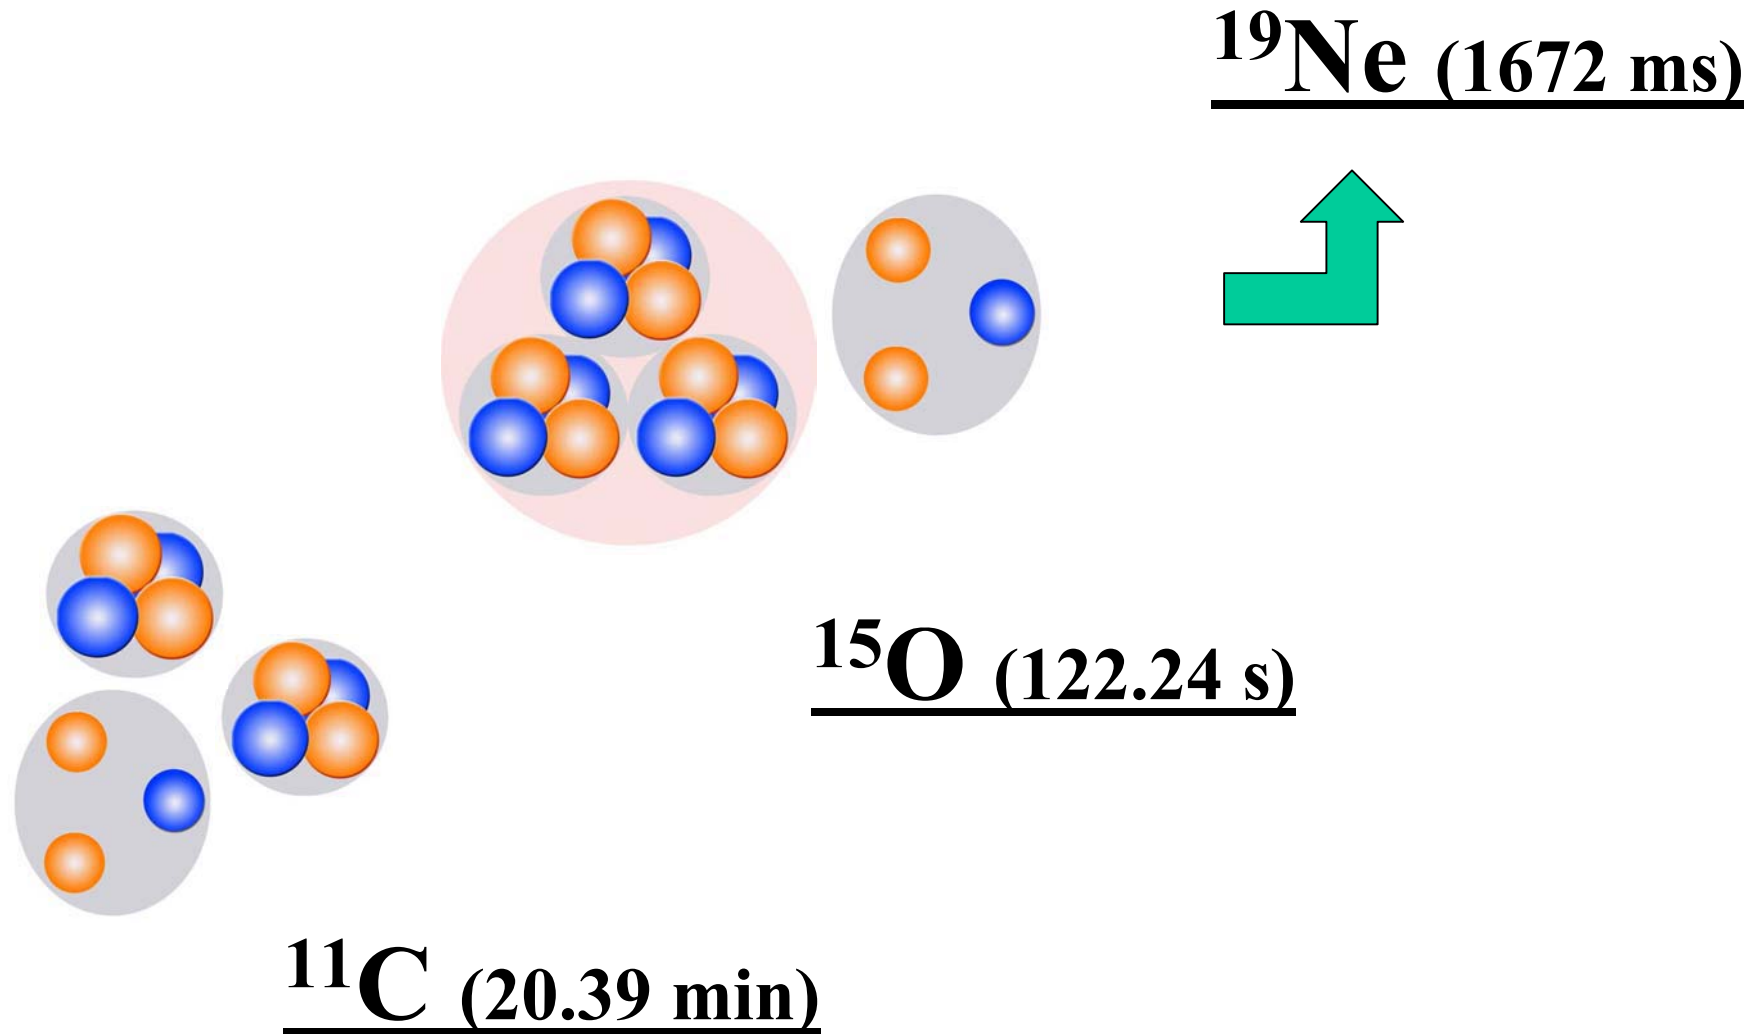 ¹⁹Ne (1672 ms)
¹⁵O (122.24 s)
¹¹C (20.39 min)